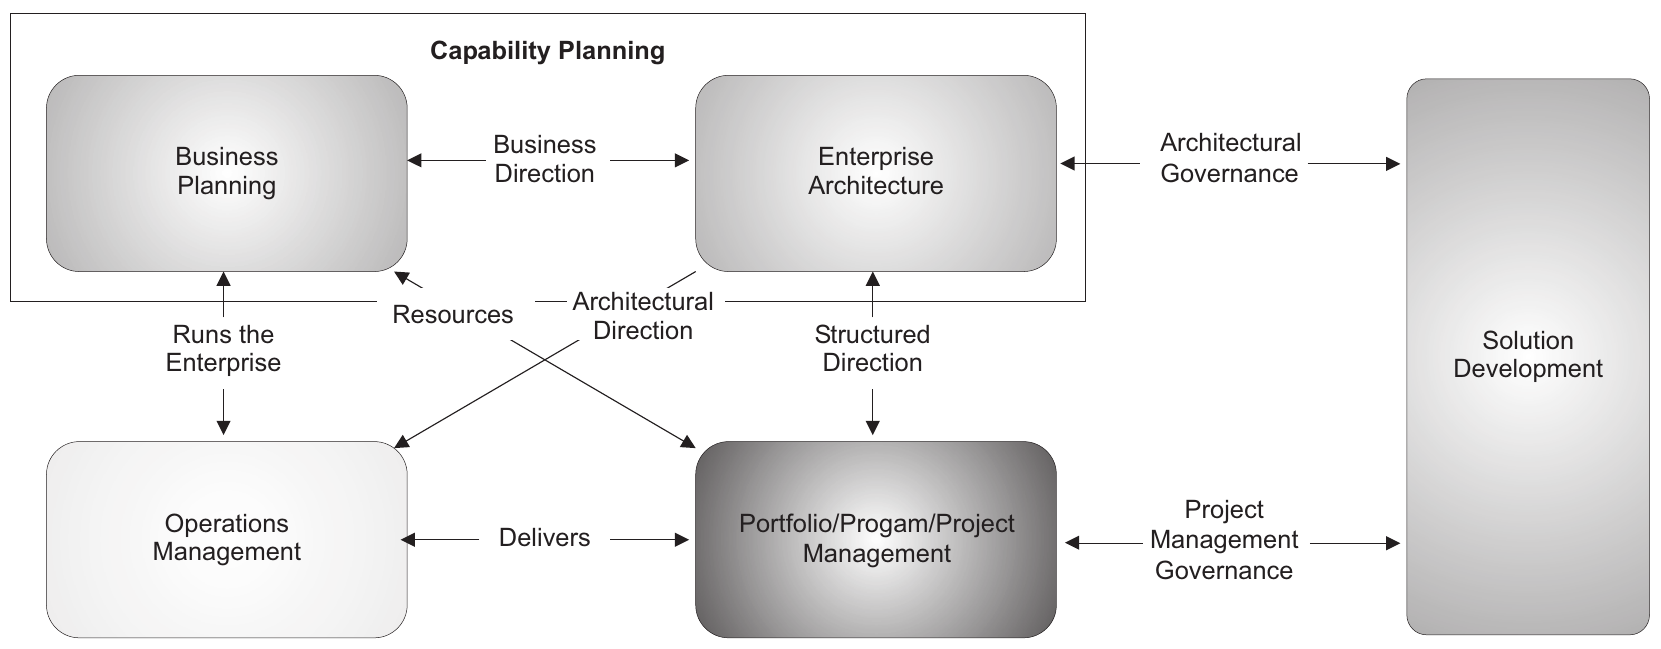 Capability Planning
Business
Planning
Business
Direction
Enterprise
Architecture
Architectural
Governance
Resources
Architectural
Direction
Runs the
Enterprise
Structured
Direction
Solution
Development
Operations
Management
Delivers
Portfolio/Progam/Project
Management
Project
Management
Governance